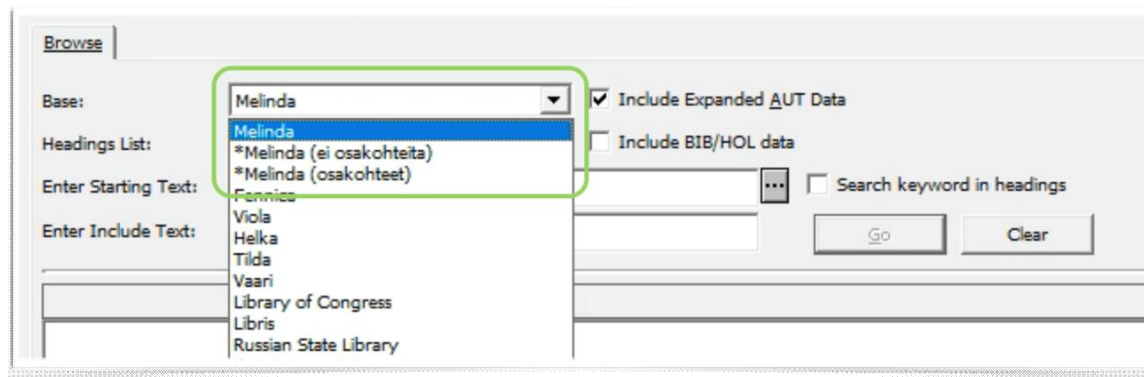 Browse
Base: Melinda Include Expanded AUT Data
Melinda
Headings List: Include BIB/HOL data
*Melinda (ei osakohteita)
*Melinda (osakohteet)
Enter Starting Text: ... Search keyword in headings
Fennica
Viola
Enter Include Text: Go Clear
Helka
Tilda
Vaari
Library of Congress
Libris
Russian State Library